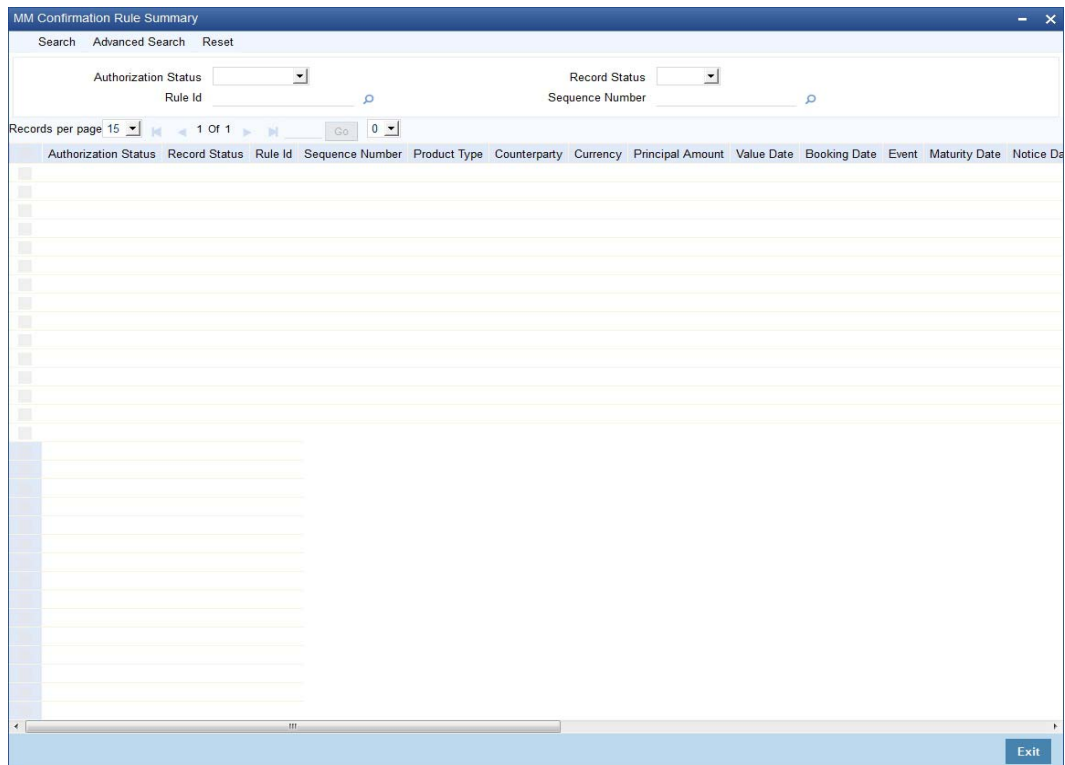 MM Confirmation Rule Summary
Search Advanced Search Reset
Authorization Status Record Status
Rule Id Sequence Number
Records per page 15 1 Of 1 Go 0
Authorization Status Record Status Rule Id Sequence Number Product Type Counterparty Currency Principal Amount Value Date Booking Date Event Maturity Date Notice Da
Exit